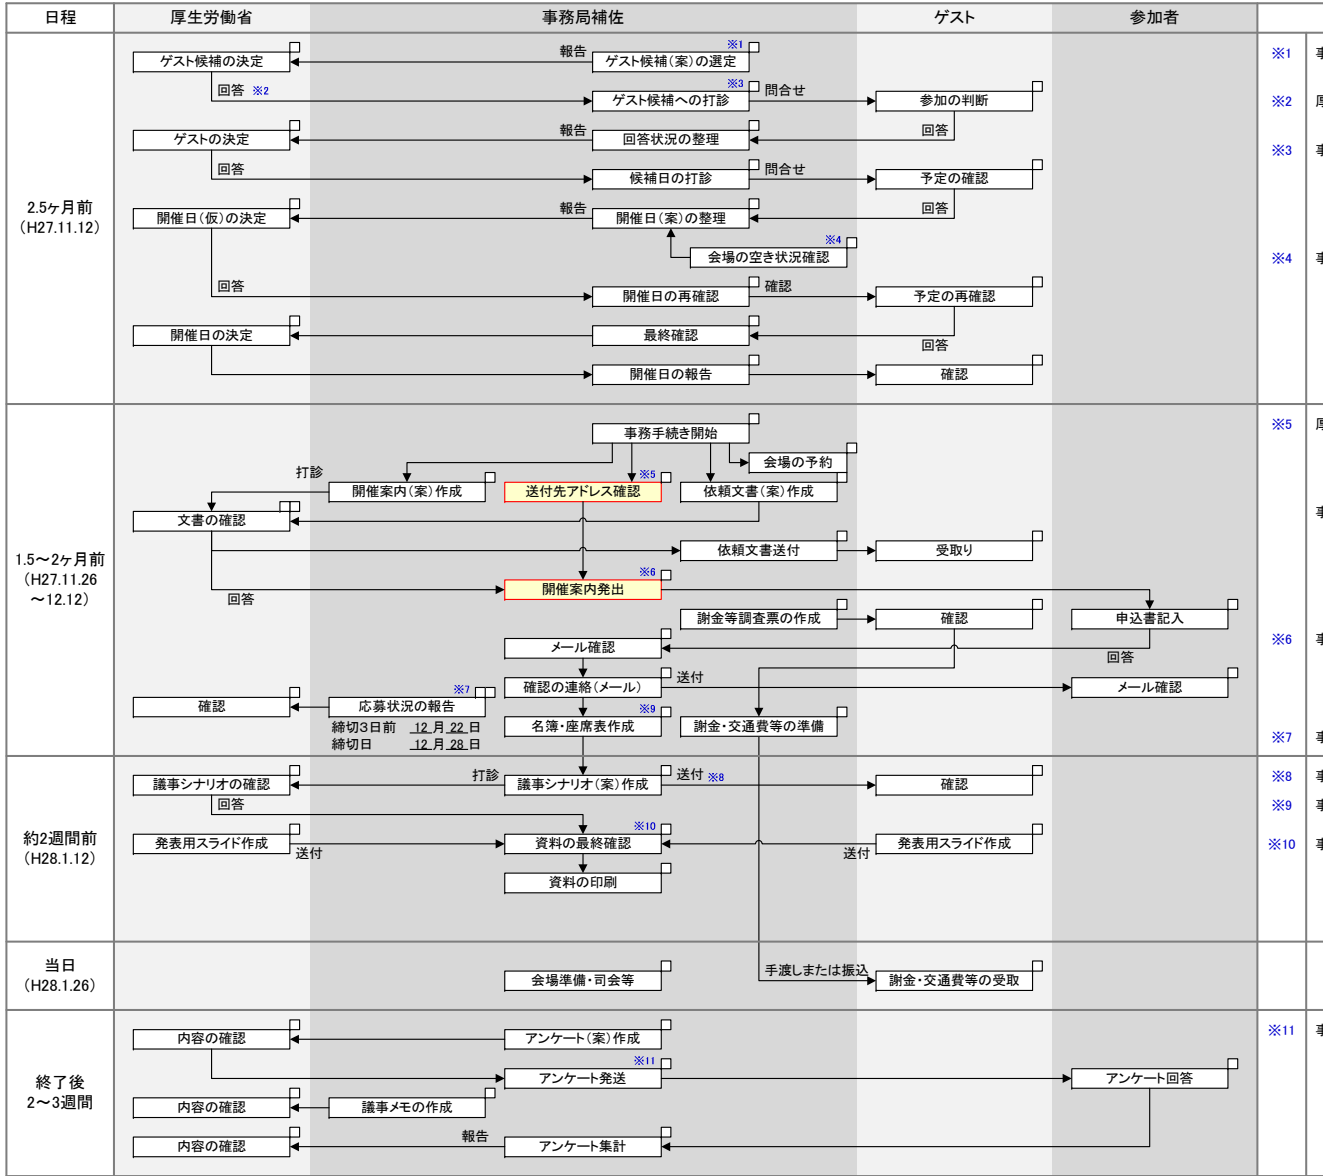 日程
厚生労働省
事務局補佐
ゲスト
参加者
2.5ヶ月前
（H27.11.12）
※1
ゲスト候補の決定
報告
ゲスト候補（案）の選定
※1
事
回答 ※2
※3
ゲスト候補への打診
問合せ
参加の判断
※2
厚
ゲストの決定
報告
回答状況の整理
回答
※3
事
回答
候補日の打診
問合せ
予定の確認
開催日（仮）の決定
報告
開催日（案）の整理
回答
※4
会場の空き状況確認
※4
事
回答
開催日の再確認
確認
予定の再確認
開催日の決定
最終確認
回答
開催日の報告
確認
1.5～2ヶ月前
（H27.11.26
～12.12）
事務手続き開始
※5
厚
会場の予約
打診
開催案内（案）作成
※5
送付先アドレス確認
依頼文書（案）作成
文書の確認
事
依頼文書送付
受取り
※6
開催案内発出
回答
謝金等調査票の作成
確認
申込書記入
メール確認
回答
※6
事
確認の連絡（メール）
送付
メール確認
確認
※7
応募状況の報告
締切3日前 12 月 22 日
締切日 12 月 28 日
※9
名簿・座席表作成
謝金・交通費等の準備
※7
事
約2週間前
（H28.1.12）
議事シナリオの確認
打診
議事シナリオ（案）作成
送付 ※8
確認
※8
事
回答
※9
事
発表用スライド作成
送付
※10
資料の最終確認
送付
発表用スライド作成
※10
事
資料の印刷
当日
（H28.1.26）
会場準備・司会等
手渡しまたは振込
謝金・交通費等の受取
終了後
2～3週間
内容の確認
アンケート（案）作成
※11
事
※11
アンケート発送
アンケート回答
内容の確認
議事メモの作成
内容の確認
報告
アンケート集計